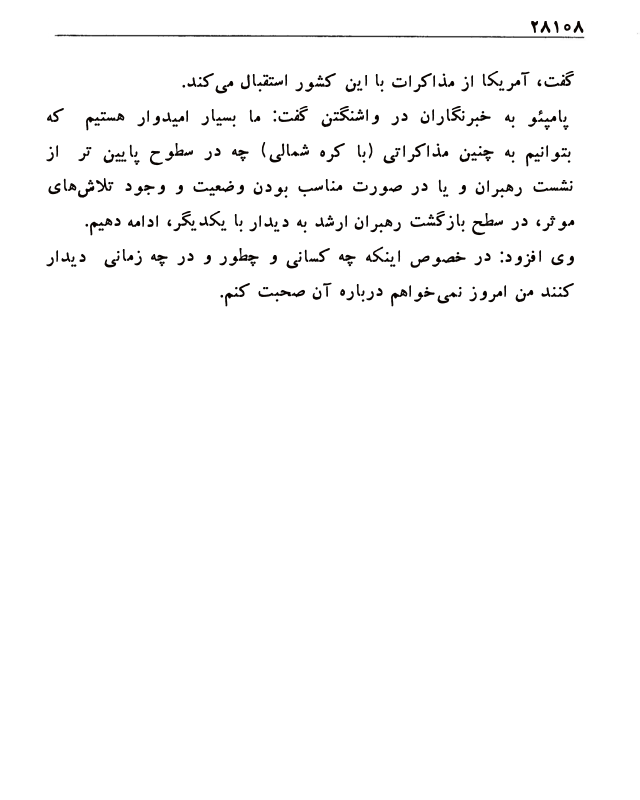 ۲۸۱۰۸
گفت، آمریکا از مذاکرات با این کشور استقبال می‌کند.
پامپئو به خبرنگاران در واشنگتن گفت: ما بسیار امیدوار هستیم که
بتوانیم به چنین مذاکراتی (با کره شمالی) چه در سطوح پایین تر از
نشست رهبران و یا در صورت مناسب بودن وضعیت و وجود تلاش‌های
موثر، در سطح بازگشت رهبران ارشد به دیدار با یکدیگر، ادامه دهیم.
وی افزود: در خصوص اینکه چه کسانی و چطور و در چه زمانی دیدار
کنند من امروز نمی‌خواهم درباره آن صحبت کنم.